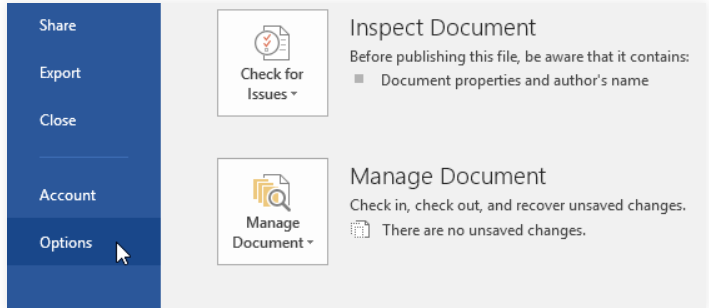 Share
Export
Close
Account
Options
Check for
Issues
Inspect Document
Before publishing this file, be aware that it contains:
Document properties and author's name
Manage
Document
Manage Document
Check in, check out, and recover unsaved changes.
There are no unsaved changes.